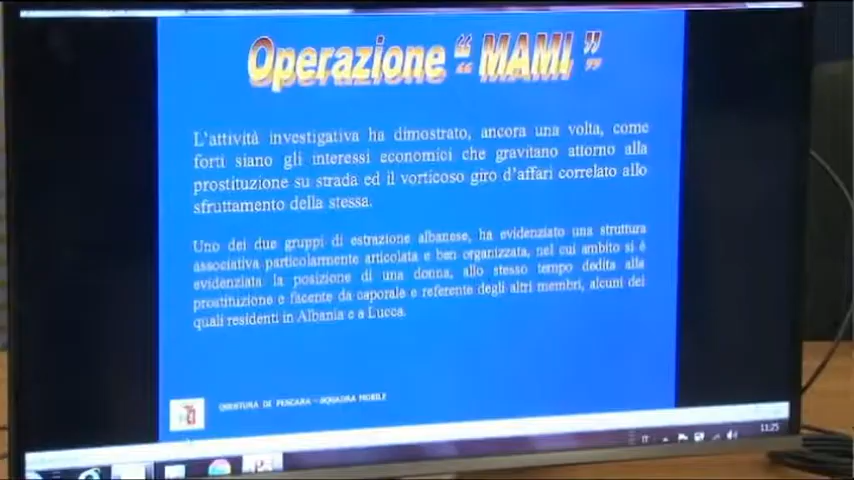 Operazione “ MAMI ”
L'attività investigativa ha dimostrato, ancora una volta, come
forti siano gli interessi economici che gravitano attorno alla
prostituzione su strada ed il vorticoso giro d'affari correlato allo
sfruttamento della stessa.
Uno dei due gruppi di estrazione albanese, ha evidenziato una struttura
associativa particolarmente articolata e ben organizzata, nel cui ambito si è
evidenziata la posizione di una donna, allo stesso tempo dedita alla
prostituzione e facente da caporale e referente degli altri membri, alcuni dei
quali residenti in Albania e a Lucca.
QUESTURA DI PESCARA - SQUADRA MOBILE
IT 11:25